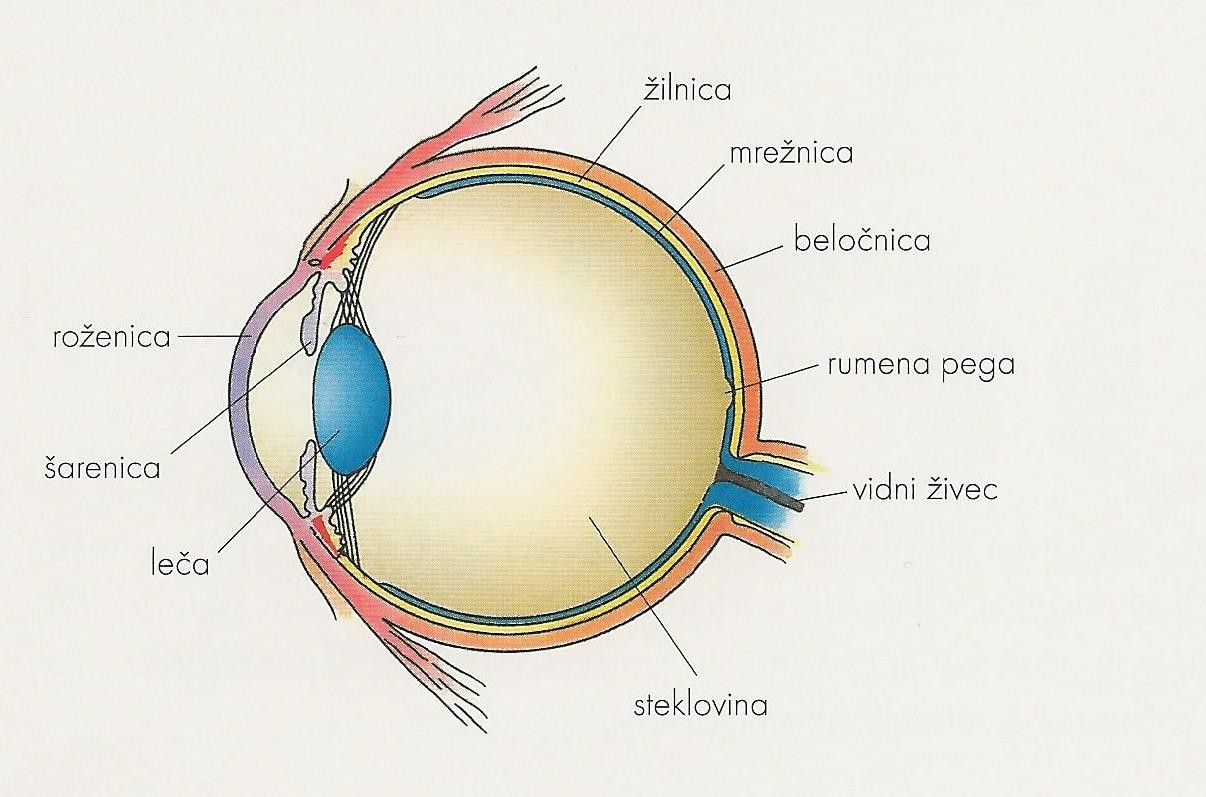 žilnica
mrežnica
beločnica
roženica
rumena pega
šarenica
vidni živec
leča
steklovina